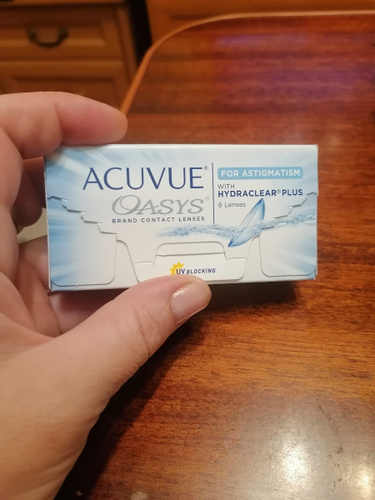 ACUVUE®
OASYS®
BRAND CONTACT LENSES
FOR ASTIGMATISM
WITH
HYDRACLEAR® PLUS
6 Lenses
UV BLOCKING